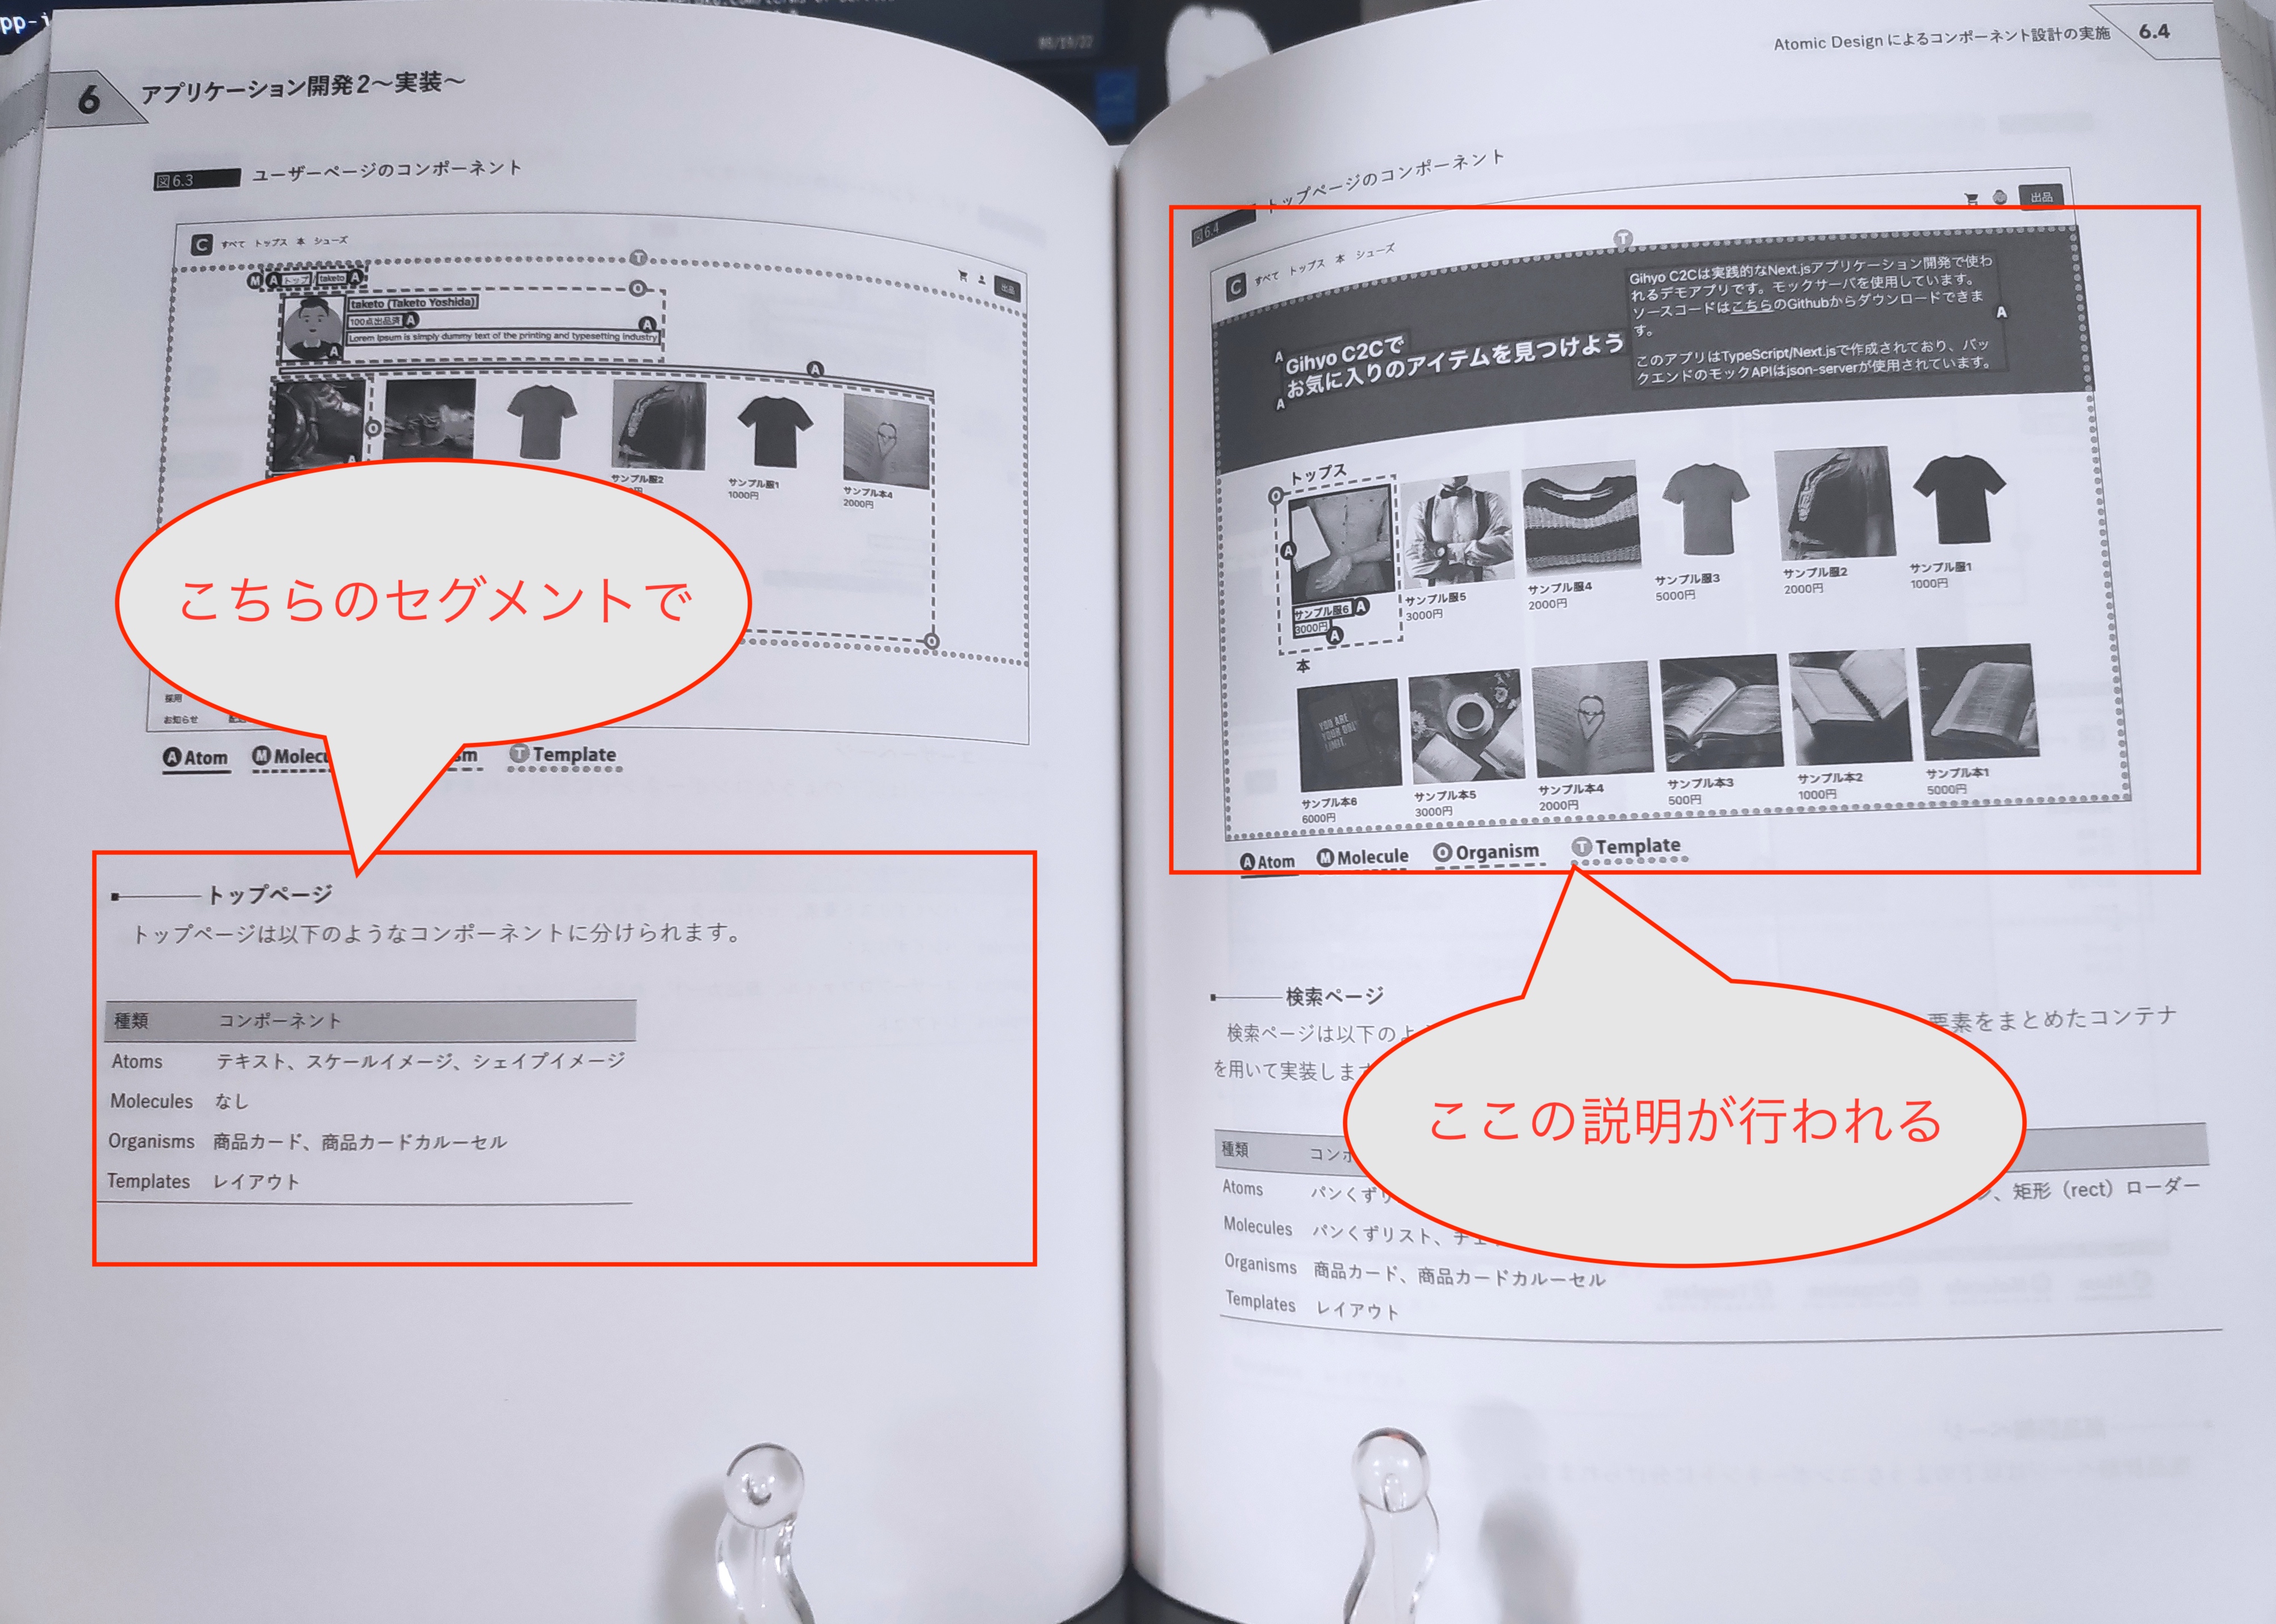 6 アプリケーション開発2〜実装〜
図6.3 ユーザーページのコンポーネント
C すべて トップス 本 シューズ
T
出品
M A トップ / taketo A
O
taketo (Taketo Yoshida)
100点出品済 A
A
Lorem Ipsum is simply dummy text of the printing and typesetting industry
A
A
O
サンプル服2
サンプル服1
1000円
サンプル本4
2000円
こちらのセグメントで
O
採用
お知らせ
A Atom M Molecu sm T Template
トップページ
トップページは以下のようなコンポーネントに分けられます。
種類 コンポーネント
Atoms テキスト、スケールイメージ、シェイプイメージ
Molecules なし
Organisms 商品カード、商品カードカルーセル
Templates レイアウト
Atomic Design によるコンポーネント設計の実施 6.4
図6.4 トップページのコンポーネント
出品
C すべて トップス 本 シューズ
T
Gihyo C2Cは実践的なNext.jsアプリケーション開発で使わ
れるデモアプリです。モックサーバを使用しています。
ソースコードはこちらのGithubからダウンロードできま
す。
A
このアプリはTypeScript/Next.jsで作成されており、バッ
クエンドのモックAPIはjson-serverが使用されています。
A Gihyo C2Cで
A お気に入りのアイテムを見つけよう
トップス
O
A
サンプル服6 A
3000円 A
サンプル服5
3000円
サンプル服4
2000円
サンプル服3
5000円
サンプル服2
2000円
サンプル服1
1000円
本
YOU ARE
YOUR ONLY
LIMIT.
サンプル本6
6000円
サンプル本5
3000円
サンプル本4
2000円
サンプル本3
500円
サンプル本2
1000円
サンプル本1
5000円
A Atom M Molecule O Organism T Template
検索ページ
検索ページは以下のよ 要素をまとめたコンテナ
を用いて実装しま
ここの説明が行われる
種類 コンポ
Atoms パンくずリ 、矩形（rect）ローダー
Molecules パンくずリスト、チェ
Organisms 商品カード、商品カードカルーセル
Templates レイアウト